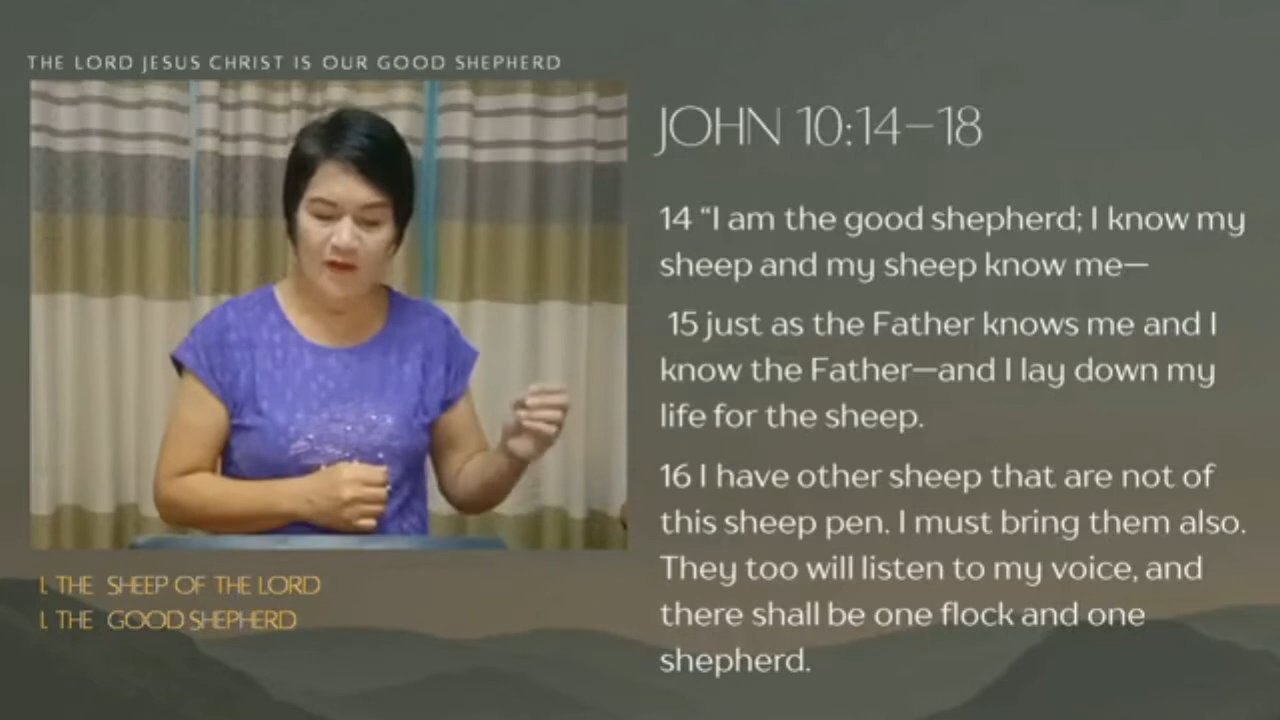 THE LORD JESUS CHRIST IS OUR GOOD SHEPHERD
JOHN 10:14–18
14 “I am the good shepherd; I know my
sheep and my sheep know me—
15 just as the Father knows me and I
know the Father—and I lay down my
life for the sheep.
16 I have other sheep that are not of
this sheep pen. I must bring them also.
They too will listen to my voice, and
there shall be one flock and one
shepherd.
I. THE SHEEP OF THE LORD
I. THE GOOD SHEPHERD